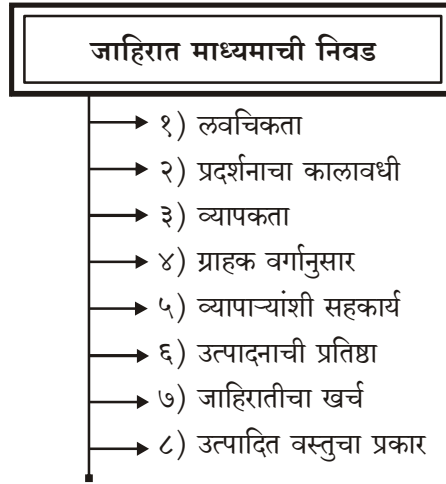 जाहिरात माध्यमाची निवड
१) लवचिकता
२) प्रदर्शनाचा कालावधी
३) व्यापकता
४) ग्राहक वर्गानुसार
५) व्यापाऱ्यांशी सहकार्य
६) उत्पादनाची प्रतिष्ठा
७) जाहिरातीचा खर्च
८) उत्पादित वस्तुचा प्रकार